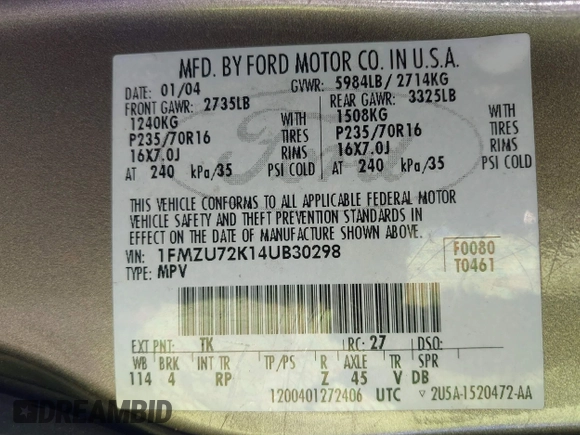 MFD. BY FORD MOTOR CO. IN U.S.A.
DATE: 01/04 GVWR: 5984LB/ 2714KG
FRONT GAWR: 2735LB REAR GAWR: 3325LB
1240KG WITH 1508KG WITH
P235/70R16 TIRES P235/70R16 TIRES
16X7.0J RIMS 16X7.0J RIMS
AT 240 kPa/35 PSI COLD AT 240 kPa/35 PSI COLD
Ford
THIS VEHICLE CONFORMS TO ALL APPLICABLE FEDERAL MOTOR
VEHICLE SAFETY AND THEFT PREVENTION STANDARDS IN
EFFECT ON THE DATE OF MANUFACTURE SHOWN ABOVE.
VIN: 1FMZU72K14UB30298 F0080
TYPE: MPV T0461
EXT PNT: TK RC: 27 DSO:
WB BRK INT TR TP/PS R AXLE TR SPR
114 4 RP Z 45 V DB
1200401272406 UTC 2U5A-1520472-AA
DREAMBID